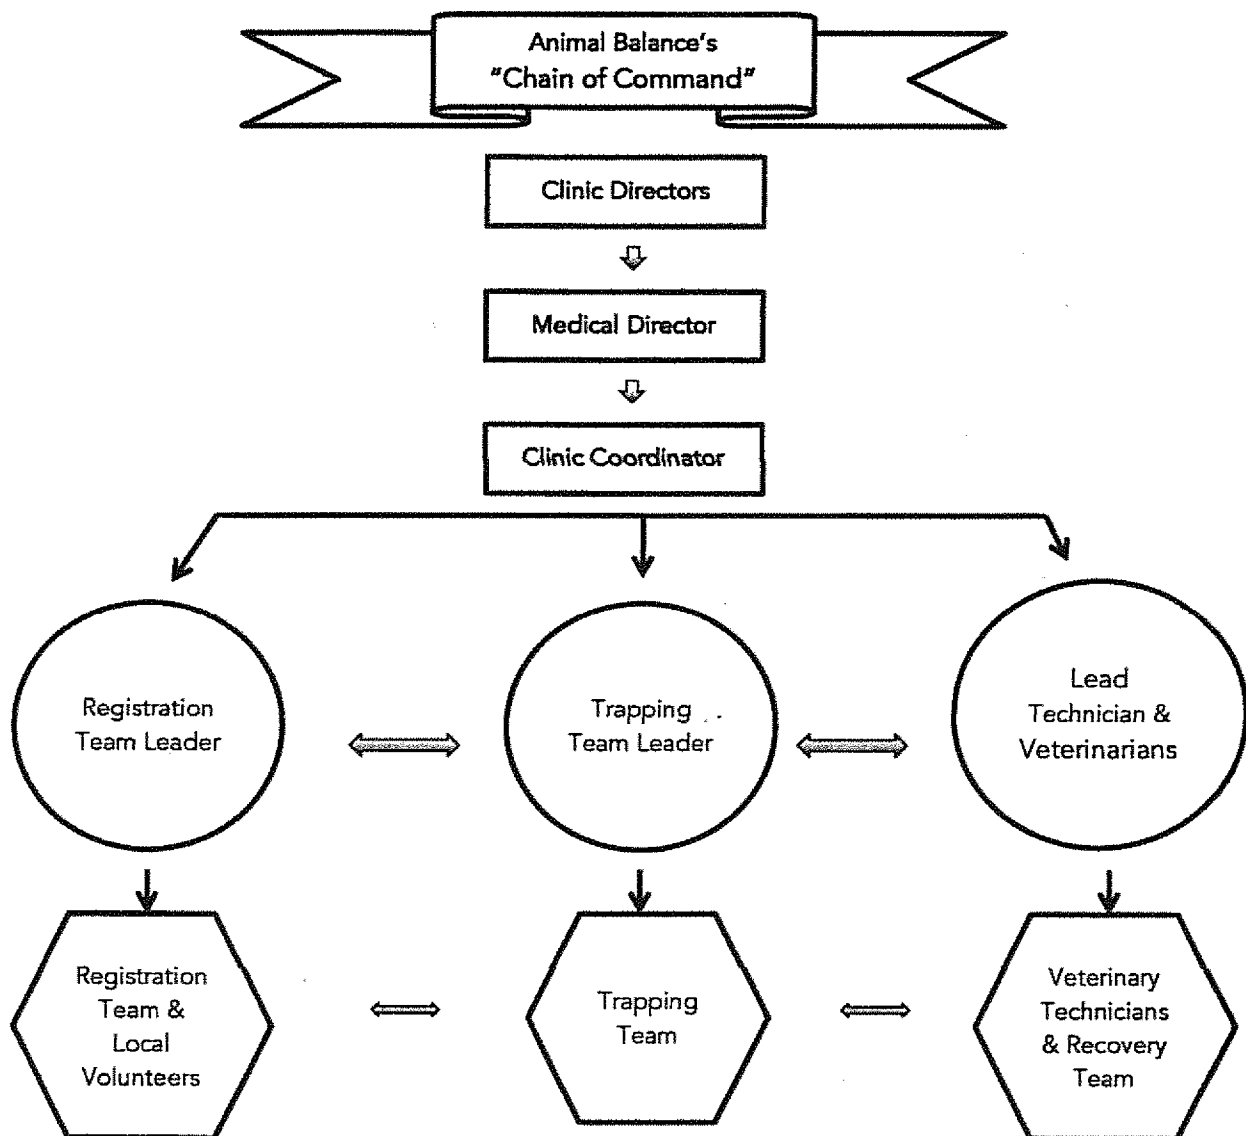 Animal Balance's
"Chain of Command"
Clinic Directors
Medical Director
Clinic Coordinator
Registration
Team Leader
Trapping
Team Leader
Lead
Technician &
Veterinarians
Registration
Team &
Local
Volunteers
Trapping
Team
Veterinary
Technicians
& Recovery
Team